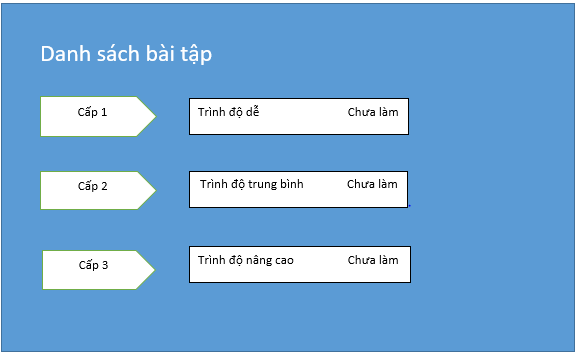 Danh sách bài tập
Cấp 1 Trình độ dễ Chưa làm
Cấp 2 Trình độ trung bình Chưa làm
Cấp 3 Trình độ nâng cao Chưa làm